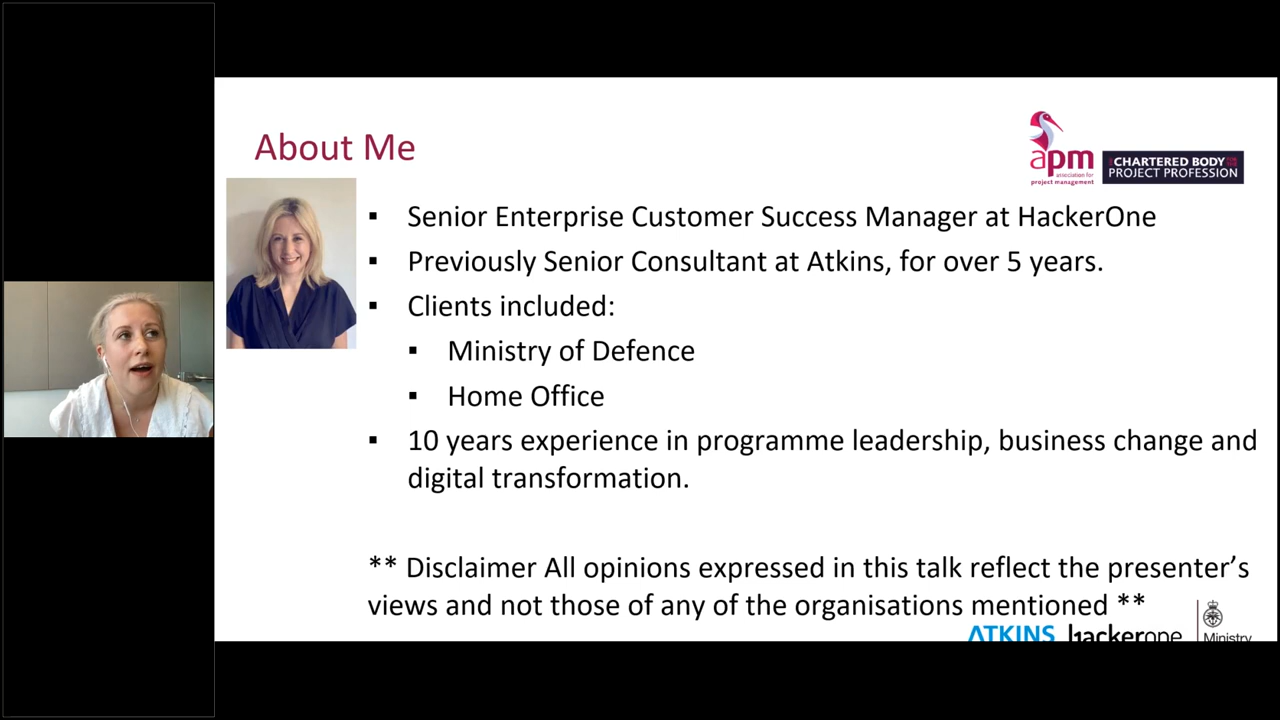 About Me
apm
association for
project management
CHARTERED BODY FOR THE
PROJECT PROFESSION
▪ Senior Enterprise Customer Success Manager at HackerOne
▪ Previously Senior Consultant at Atkins, for over 5 years.
▪ Clients included:
▪ Ministry of Defence
▪ Home Office
▪ 10 years experience in programme leadership, business change and
digital transformation.
** Disclaimer All opinions expressed in this talk reflect the presenter’s
views and not those of any of the organisations mentioned **
ATKINS hackerone Ministry